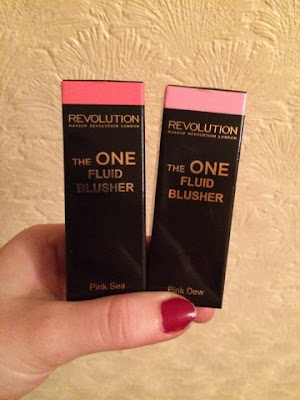 REVOLUTION
MAKEUP REVOLUTION LONDON
THE ONE
FLUID
BLUSHER
Pink Sea
REVOLUTION
MAKEUP REVOLUTION LONDON
THE ONE
FLUID
BLUSHER
Pink Dew